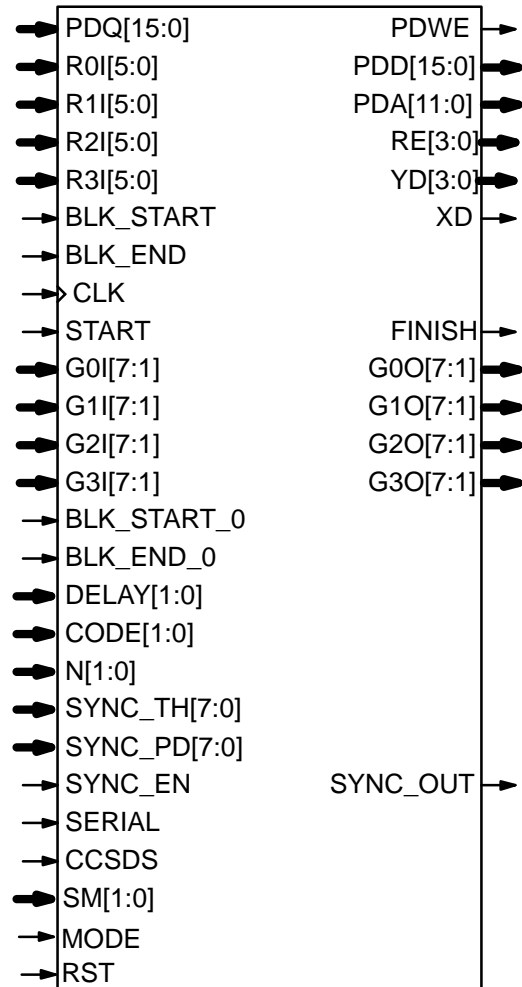 PDQ[15:0] PDWE
R0I[5:0] PDD[15:0]
R1I[5:0] PDA[11:0]
R2I[5:0] RE[3:0]
R3I[5:0] YD[3:0]
BLK_START XD
BLK_END
CLK
START FINISH
G0I[7:1] G0O[7:1]
G1I[7:1] G1O[7:1]
G2I[7:1] G2O[7:1]
G3I[7:1] G3O[7:1]
BLK_START_0
BLK_END_0
DELAY[1:0]
CODE[1:0]
N[1:0]
SYNC_TH[7:0]
SYNC_PD[7:0]
SYNC_EN SYNC_OUT
SERIAL
CCSDS
SM[1:0]
MODE
RST